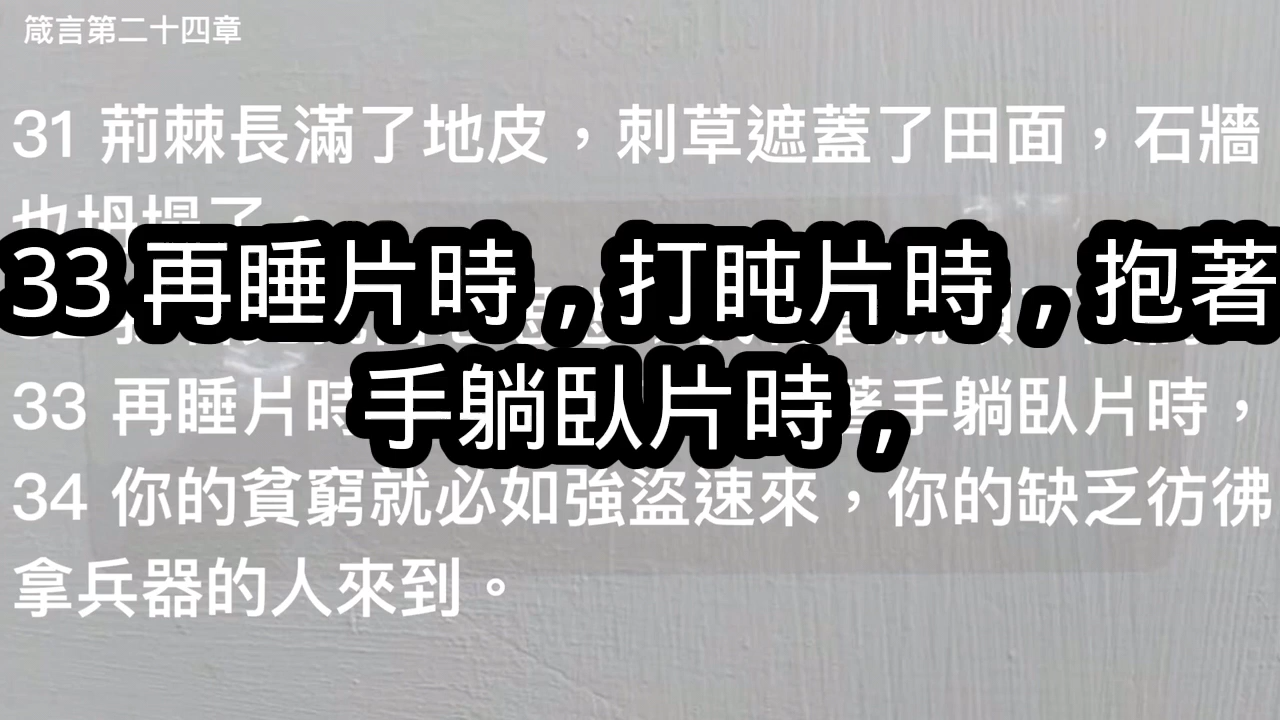 箴言第二十四章
31 荊棘長滿了地皮，刺草遮蓋了田面，石牆
也坍塌了。
33 再睡片時，打盹片時，抱著
手躺臥片時，
33 再睡片時 著手躺臥片時，
34 你的貧窮就必如強盜速來，你的缺乏彷彿
拿兵器的人來到。